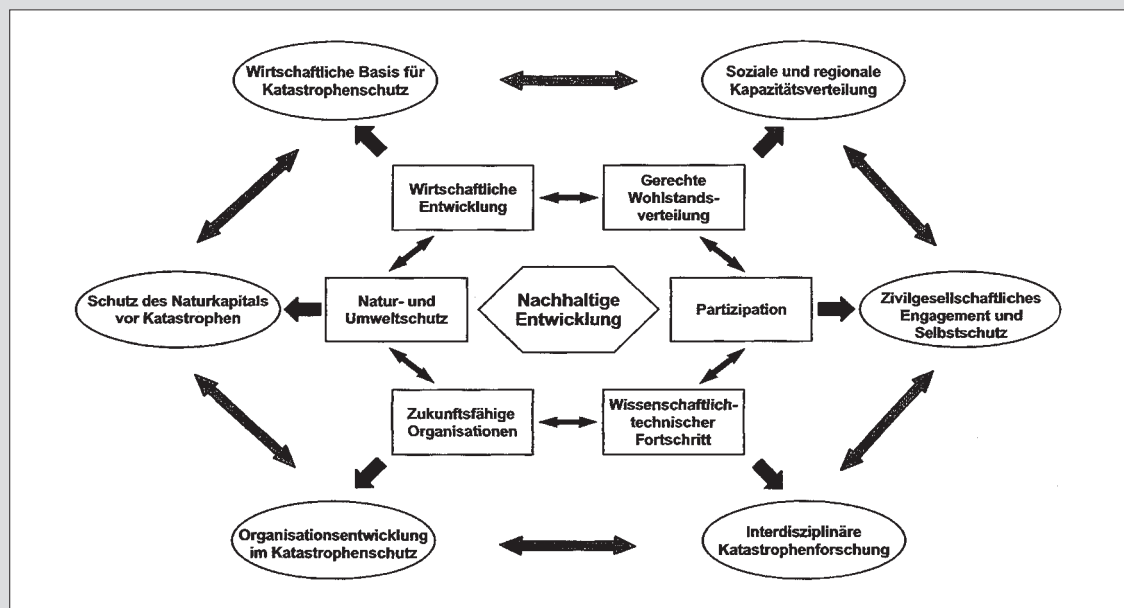 Wirtschaftliche Basis für
Katastrophenschutz
Soziale und regionale
Kapazitätsverteilung
Wirtschaftliche
Entwicklung
Gerechte
Wohlstands-
verteilung
Schutz des Naturkapitals
vor Katastrophen
Natur- und
Umweltschutz
Nachhaltige
Entwicklung
Partizipation
Zivilgesellschaftliches
Engagement und
Selbstschutz
Zukunftsfähige
Organisationen
Wissenschaftlich-
technischer
Fortschritt
Organisationsentwicklung
im Katastrophenschutz
Interdisziplinäre
Katastrophenforschung